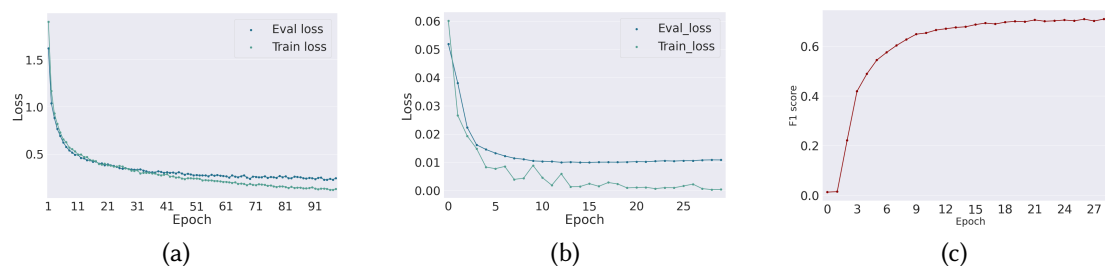 Eval loss
Train loss
1.5
1.0
0.5
Loss
1 11 21 31 41 51 61 71 81 91
Epoch
(a)
Eval_loss
Train_loss
0.06
0.05
0.04
0.03
0.02
0.01
0.00
Loss
0 5 10 15 20 25
Epoch
(b)
0.6
0.4
0.2
0.0
F1 score
0 3 6 9 12 15 18 21 24 27
Epoch
(c)